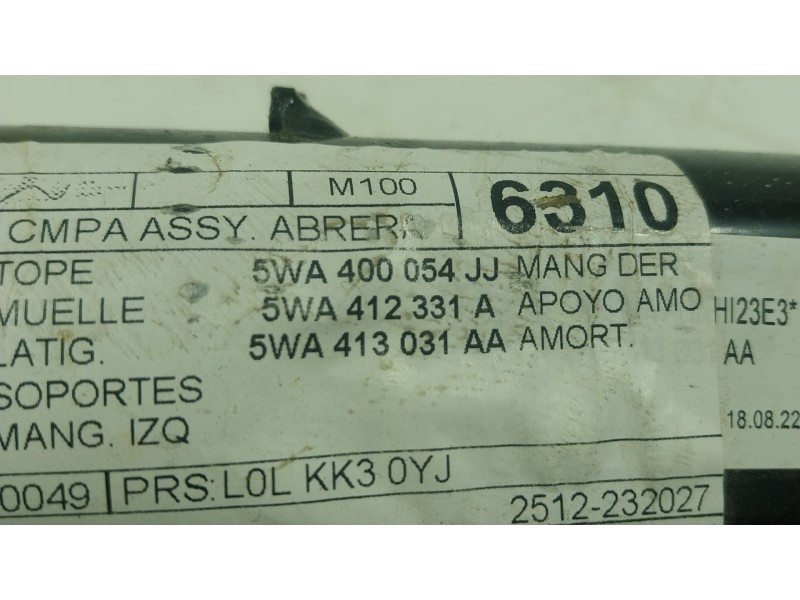 M100
6310
CMPA ASSY. ABRERA
TOPE 5WA 400 054 JJ MANG DER
MUELLE 5WA 412 331 A APOYO AMO
LATIG. 5WA 413 031 AA AMORT.
SOPORTES
MANG. IZQ
0049 PRS: L0L KK3 0YJ
2512-232027
HI23E3*
AA
18.08.22